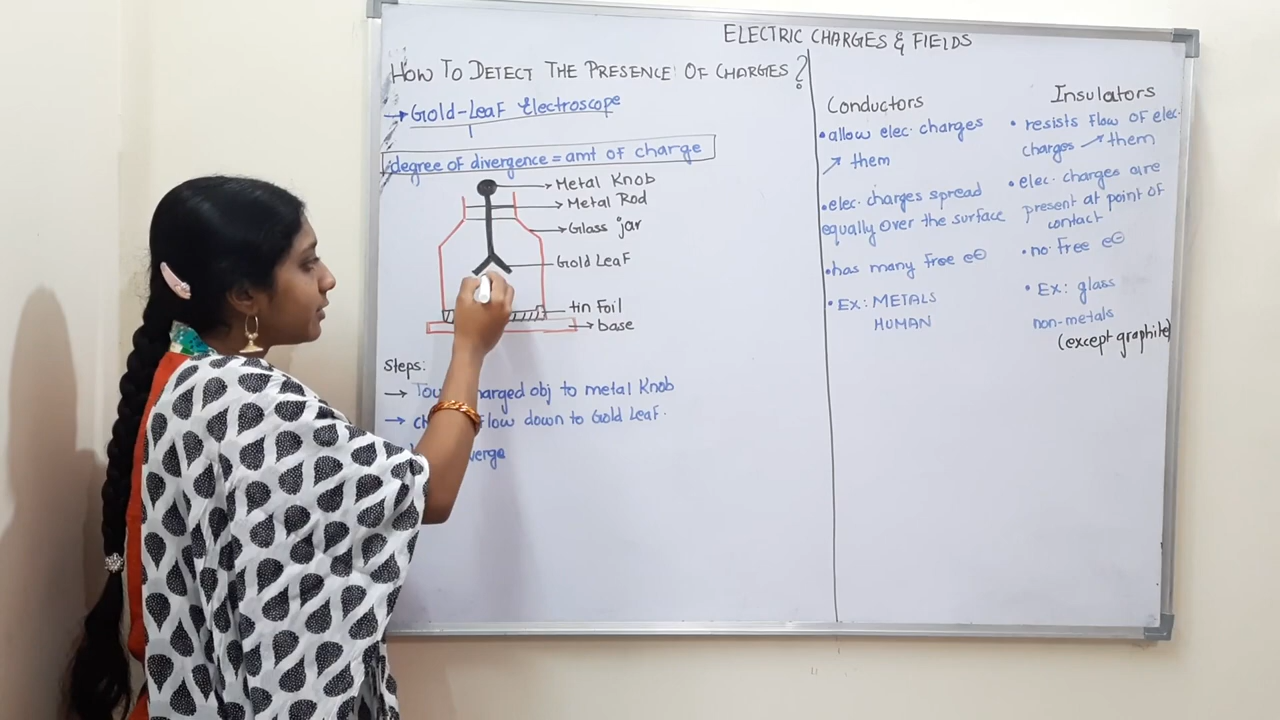 ELECTRIC CHARGES & FIELDS
HOW TO DETECT THE PRESENCE OF CHARGES?
→ Gold-Leaf Electroscope
degree of divergence = amt of charge
→ Metal Knob
→ Metal Rod
→ Glass jar
Gold Leaf
tin Foil
→ base
Steps:
→ charged obj to metal Knob
→ flow down to Gold Leaf.
Conductors
• allow elec. charges
↗ them
• elec. charges spread
equally over the surface
• has many free e⊖
• Ex: METALS
HUMAN
Insulators
• resists flow of elec.
charges ↗ them
• elec. charges are
present at point of
contact
• no free e⊖
• Ex: glass
non-metals
(except graphite)